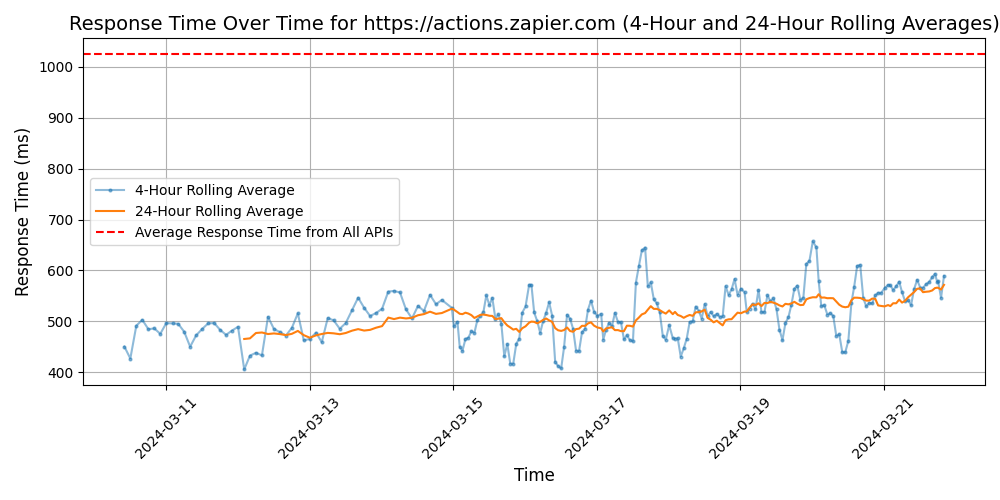 Response Time Over Time for https://actions.zapier.com (4-Hour and 24-Hour Rolling Averages)
Response Time (ms)
1000
900
800
700
600
500
400
4-Hour Rolling Average
24-Hour Rolling Average
Average Response Time from All APIs
2024-03-11
2024-03-13
2024-03-15
2024-03-17
2024-03-19
2024-03-21
Time